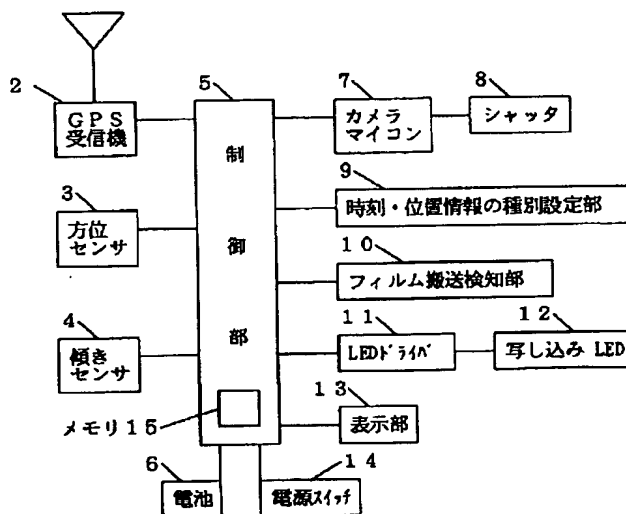 2
GPS
受信機
3
方位
センサ
4
傾き
センサ
5
制
御
部
メモリ15
6
電池
14
電源スイッチ
7
カメラ
マイコン
8
シャッタ
9
時刻・位置情報の種別設定部
10
フィルム搬送検知部
11
LEDドライバ
12
写し込み LED
13
表示部